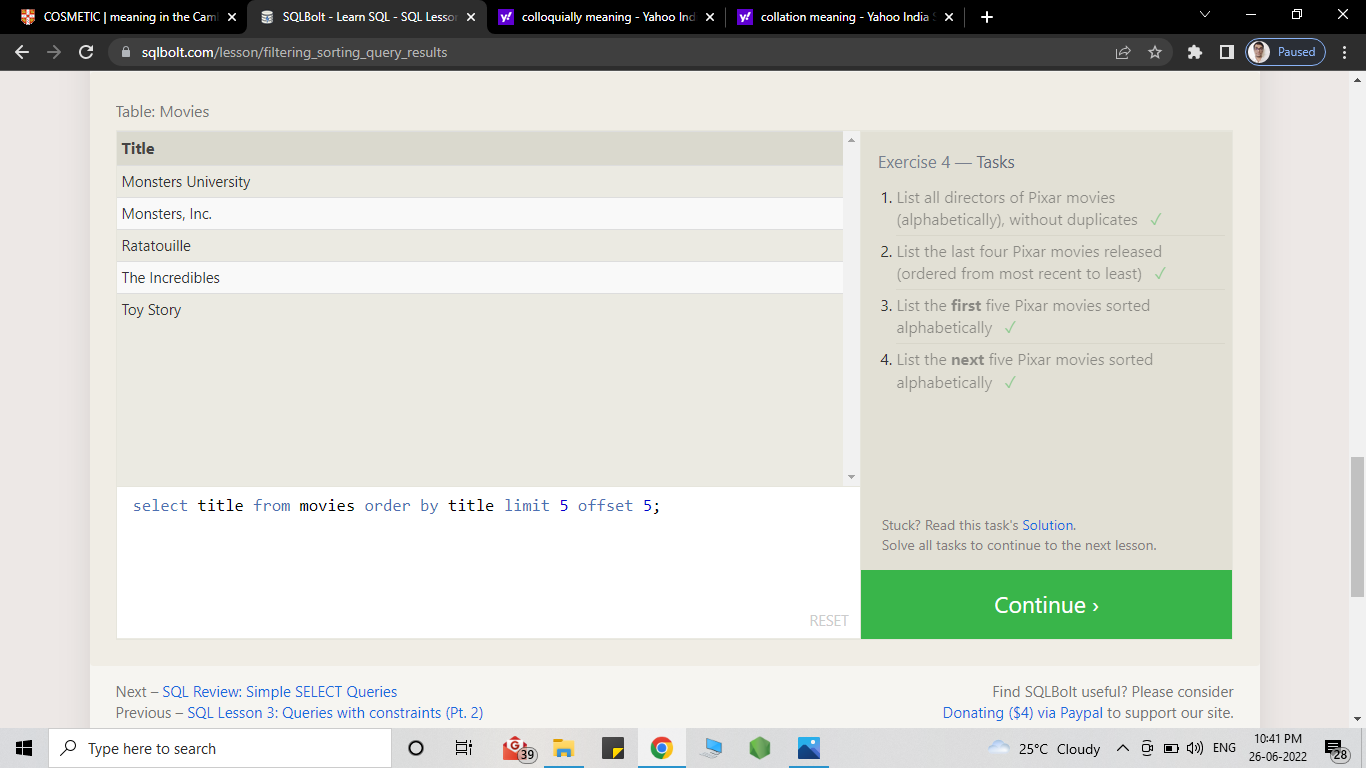 COSMETIC | meaning in the Cam
SQLBolt - Learn SQL - SQL Lesson
colloquially meaning - Yahoo Ind
collation meaning - Yahoo India S
sqlbolt.com/lesson/filtering_sorting_query_results
Paused
Table: Movies
Title
Monsters University
Monsters, Inc.
Ratatouille
The Incredibles
Toy Story
Exercise 4 — Tasks
1. List all directors of Pixar movies
(alphabetically), without duplicates ✓
2. List the last four Pixar movies released
(ordered from most recent to least) ✓
3. List the first five Pixar movies sorted
alphabetically ✓
4. List the next five Pixar movies sorted
alphabetically ✓
select title from movies order by title limit 5 offset 5;
RESET
Stuck? Read this task's Solution.
Solve all tasks to continue to the next lesson.
Continue ›
Next – SQL Review: Simple SELECT Queries
Previous – SQL Lesson 3: Queries with constraints (Pt. 2)
Find SQLBolt useful? Please consider
Donating ($4) via Paypal to support our site.
Type here to search
39
25°C Cloudy
ENG
10:41 PM
26-06-2022
28